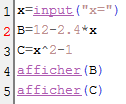 1 x=input("x=")
2 B=12-2.4*x
3 C=x^2-1
4 afficher(B)
5 afficher(C)